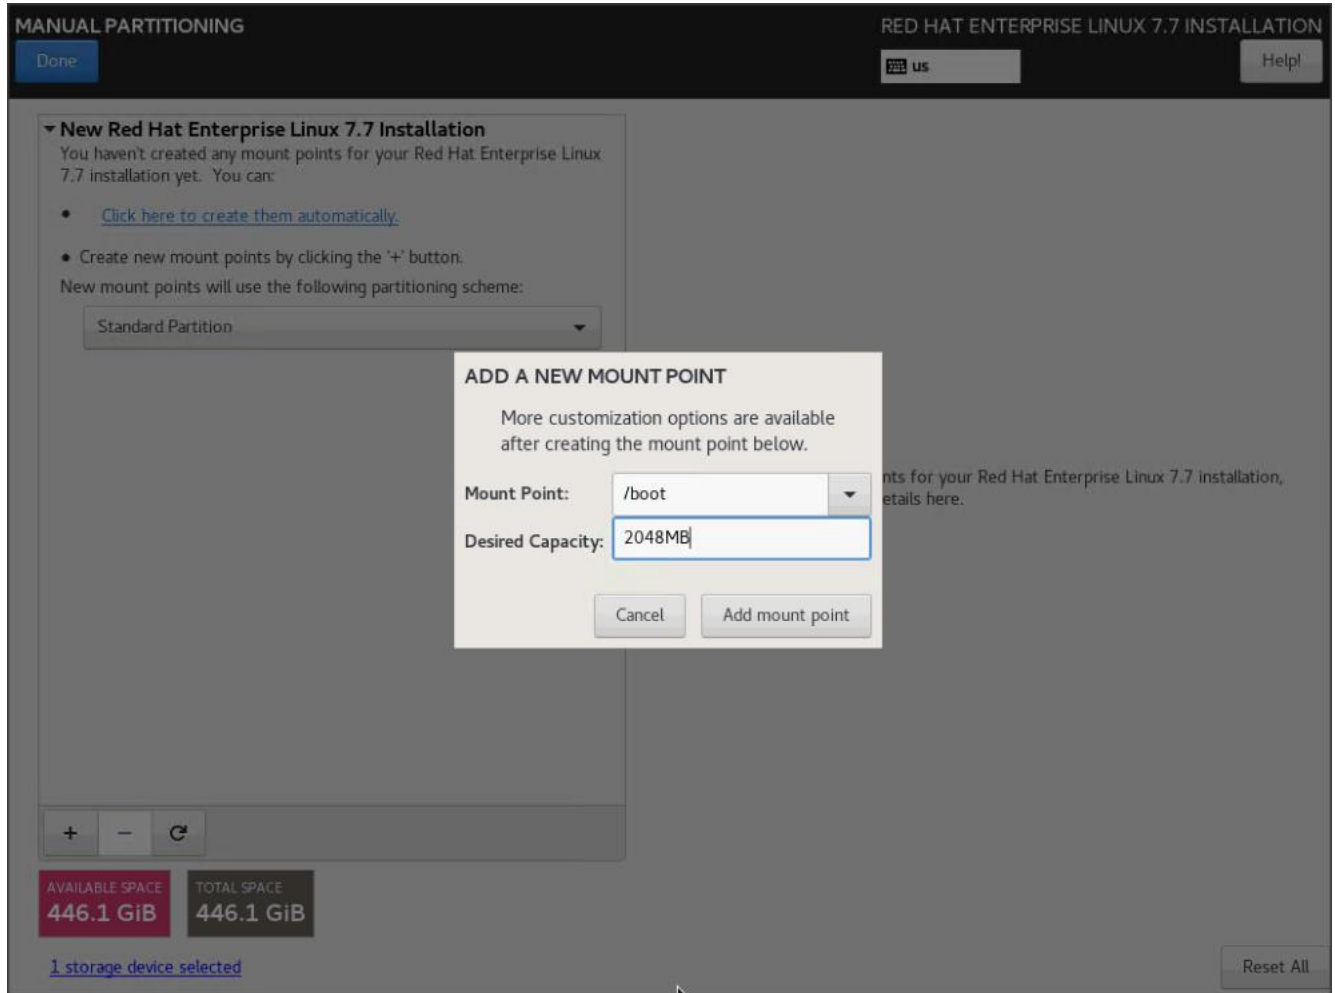 MANUAL PARTITIONING
RED HAT ENTERPRISE LINUX 7.7 INSTALLATION
Done
us
Help!
New Red Hat Enterprise Linux 7.7 Installation
You haven't created any mount points for your Red Hat Enterprise Linux
7.7 installation yet. You can:
• Click here to create them automatically.
• Create new mount points by clicking the '+' button.
New mount points will use the following partitioning scheme:
Standard Partition
ADD A NEW MOUNT POINT
More customization options are available
after creating the mount point below.
Mount Point: /boot
Desired Capacity: 2048MB
Cancel
Add mount point
nts for your Red Hat Enterprise Linux 7.7 installation,
etails here.
+ −
AVAILABLE SPACE
446.1 GiB
TOTAL SPACE
446.1 GiB
1 storage device selected
Reset All